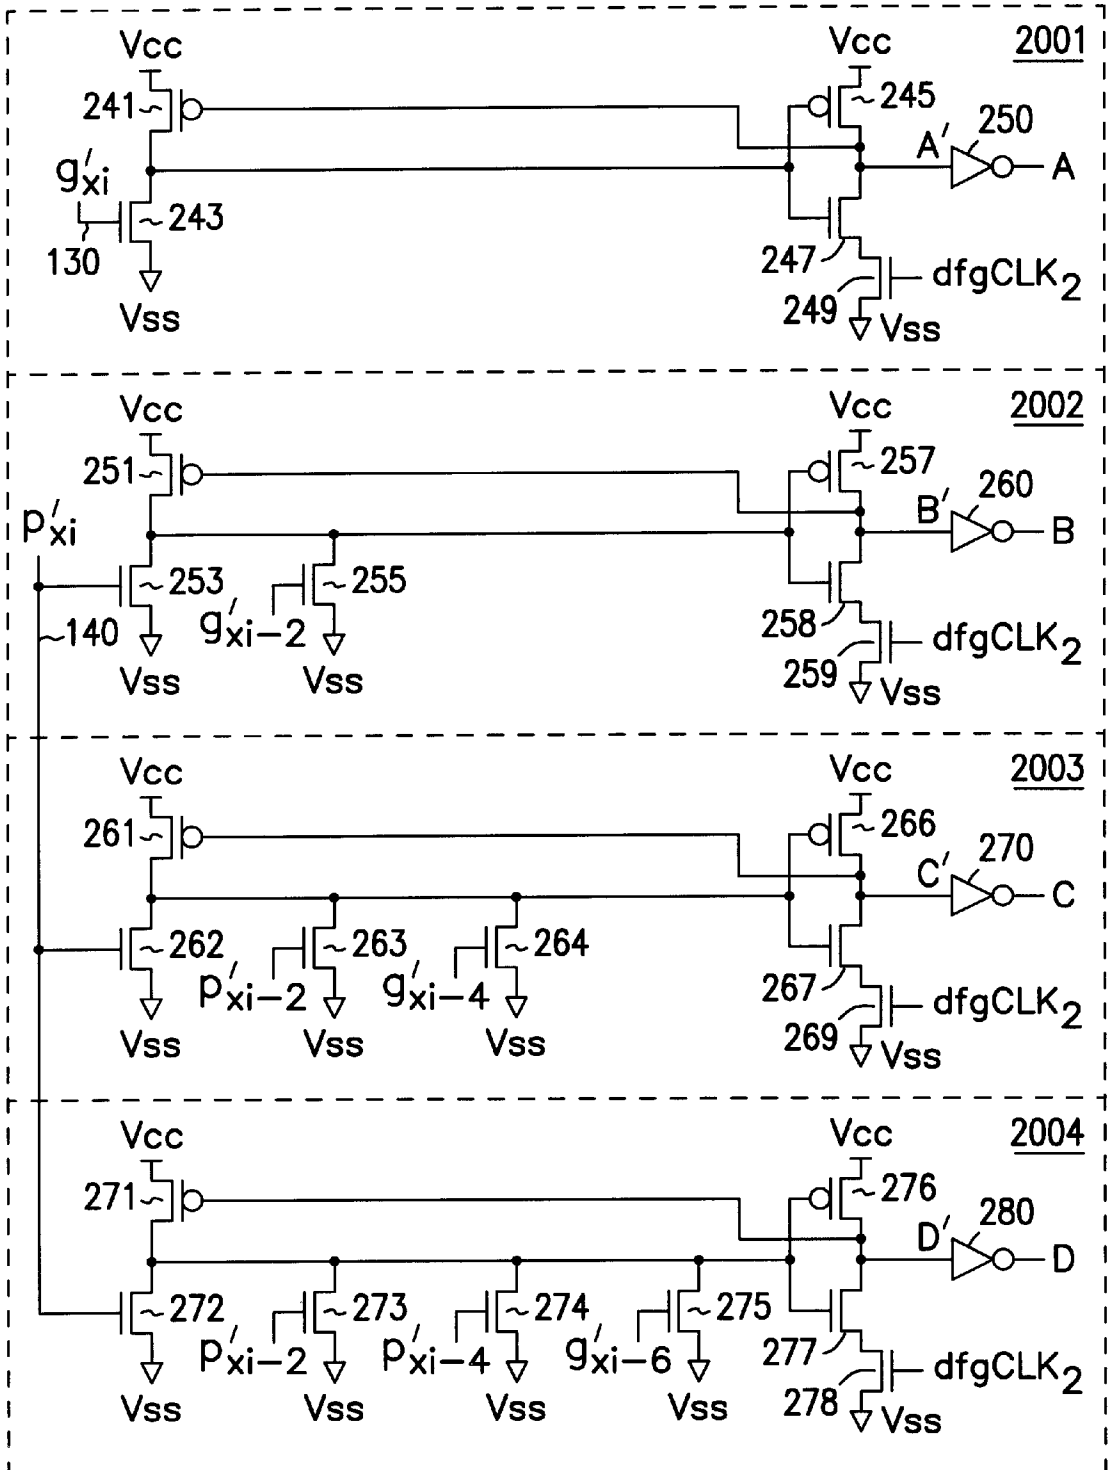 Vcc Vcc 2001
241 245
A′ 250 A
g′xi
243
130 247 dfgCLK2
Vss 249 Vss
Vcc Vcc 2002
251 257
p′xi B′ 260 B
253 255
g′xi−2 258
140 dfgCLK2
Vss Vss 259 Vss
Vcc Vcc 2003
261 266
C′ 270 C
262 263 264
p′xi−2 g′xi−4 267 dfgCLK2
Vss Vss Vss 269 Vss
Vcc Vcc 2004
271 276
D′ 280 D
272 273 274 275
p′xi−2 p′xi−4 g′xi−6 277 dfgCLK2
Vss Vss Vss Vss 278 Vss